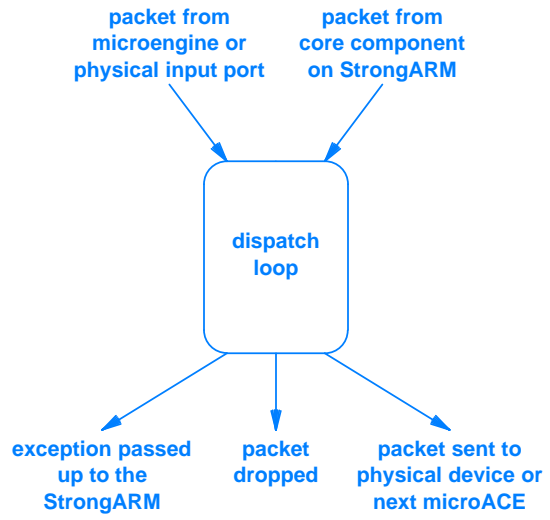 packet from
microengine or
physical input port
packet from
core component
on StrongARM
dispatch
loop
exception passed
up to the
StrongARM
packet
dropped
packet sent to
physical device or
next microACE